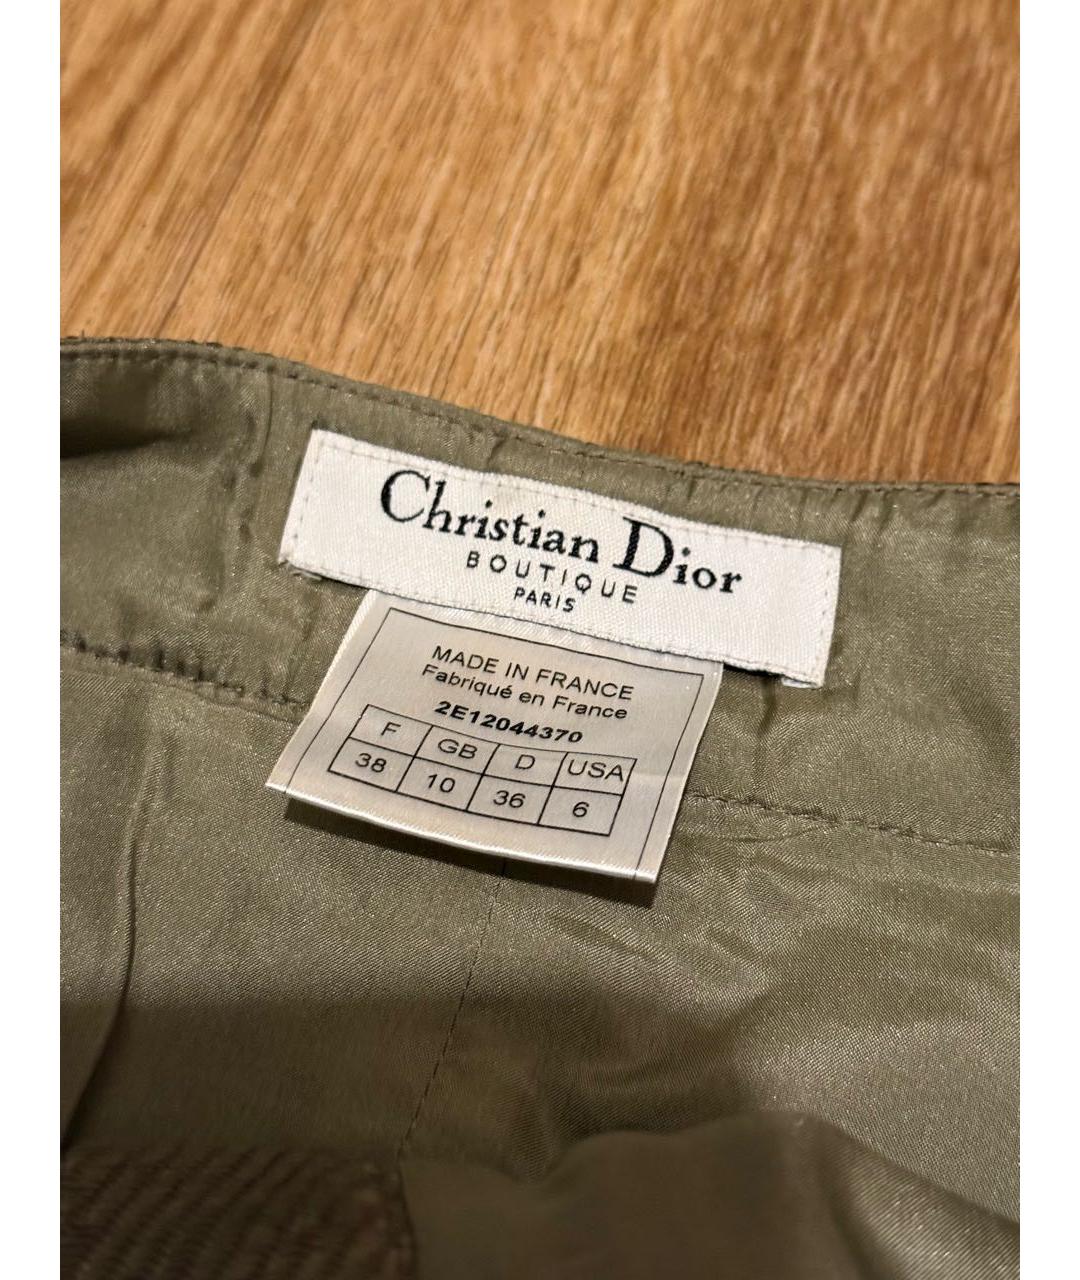 Christian Dior
BOUTIQUE
PARIS
MADE IN FRANCE
Fabriqué en France
2E12044370
F GB D USA
38 10 36 6